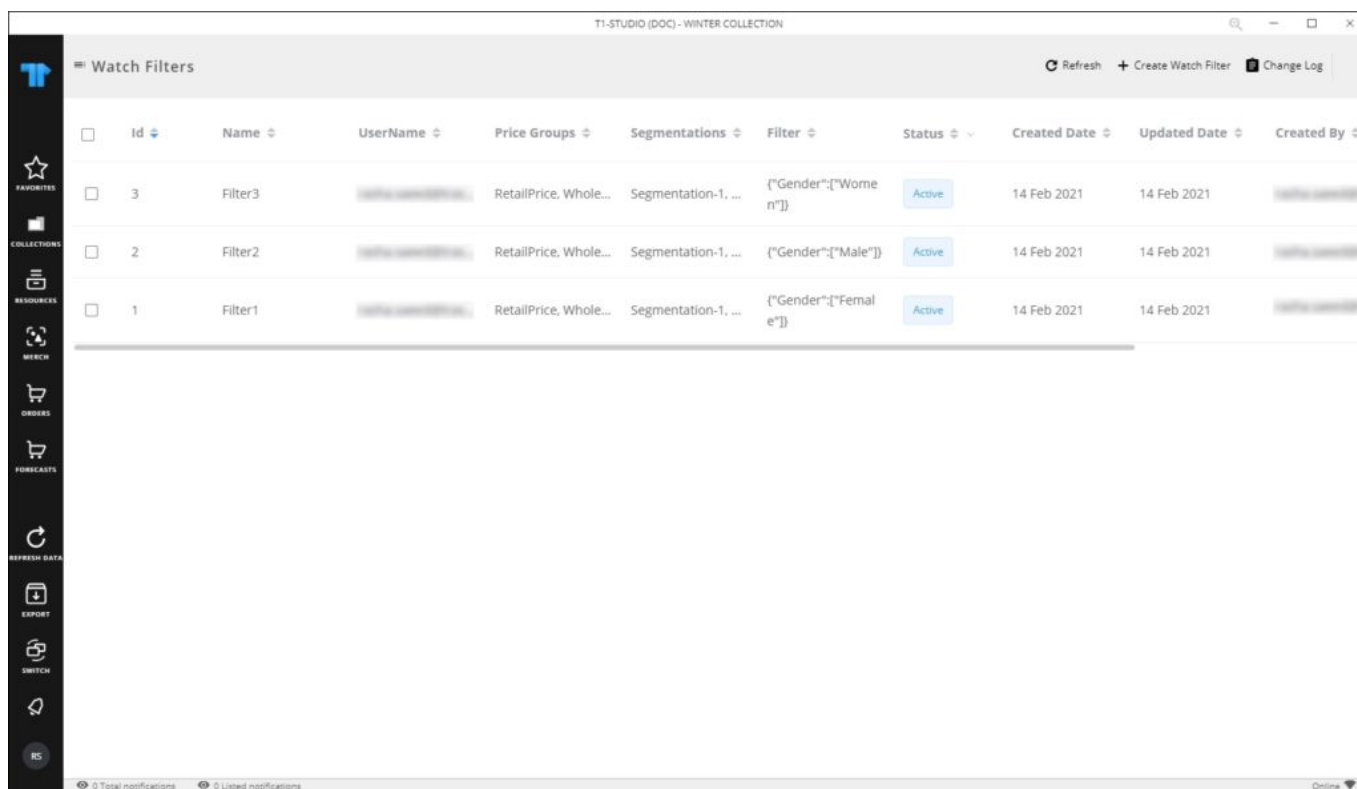 T1-STUDIO (DOC) - WINTER COLLECTION
Watch Filters
Refresh
Create Watch Filter
Change Log
Id Name UserName Price Groups Segmentations Filter Status Created Date Updated Date Created By
3 Filter3 RetailPrice, Whole... Segmentation-1, ... {"Gender":["Wome
n"]} Active 14 Feb 2021 14 Feb 2021
2 Filter2 RetailPrice, Whole... Segmentation-1, ... {"Gender":["Male"]} Active 14 Feb 2021 14 Feb 2021
1 Filter1 RetailPrice, Whole... Segmentation-1, ... {"Gender":["Femal
e"]} Active 14 Feb 2021 14 Feb 2021
FAVORITES
COLLECTIONS
RESOURCES
MERCH
ORDERS
FORECASTS
REFRESH DATA
EXPORT
SWITCH
RS
0 Total notifications
0 Listed notifications
Online